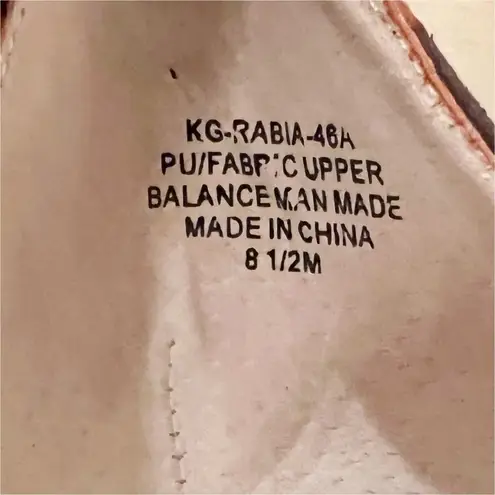 KG-RABIA-46A
PU/FABRIC UPPER
BALANCE MAN MADE
MADE IN CHINA
8 1/2M